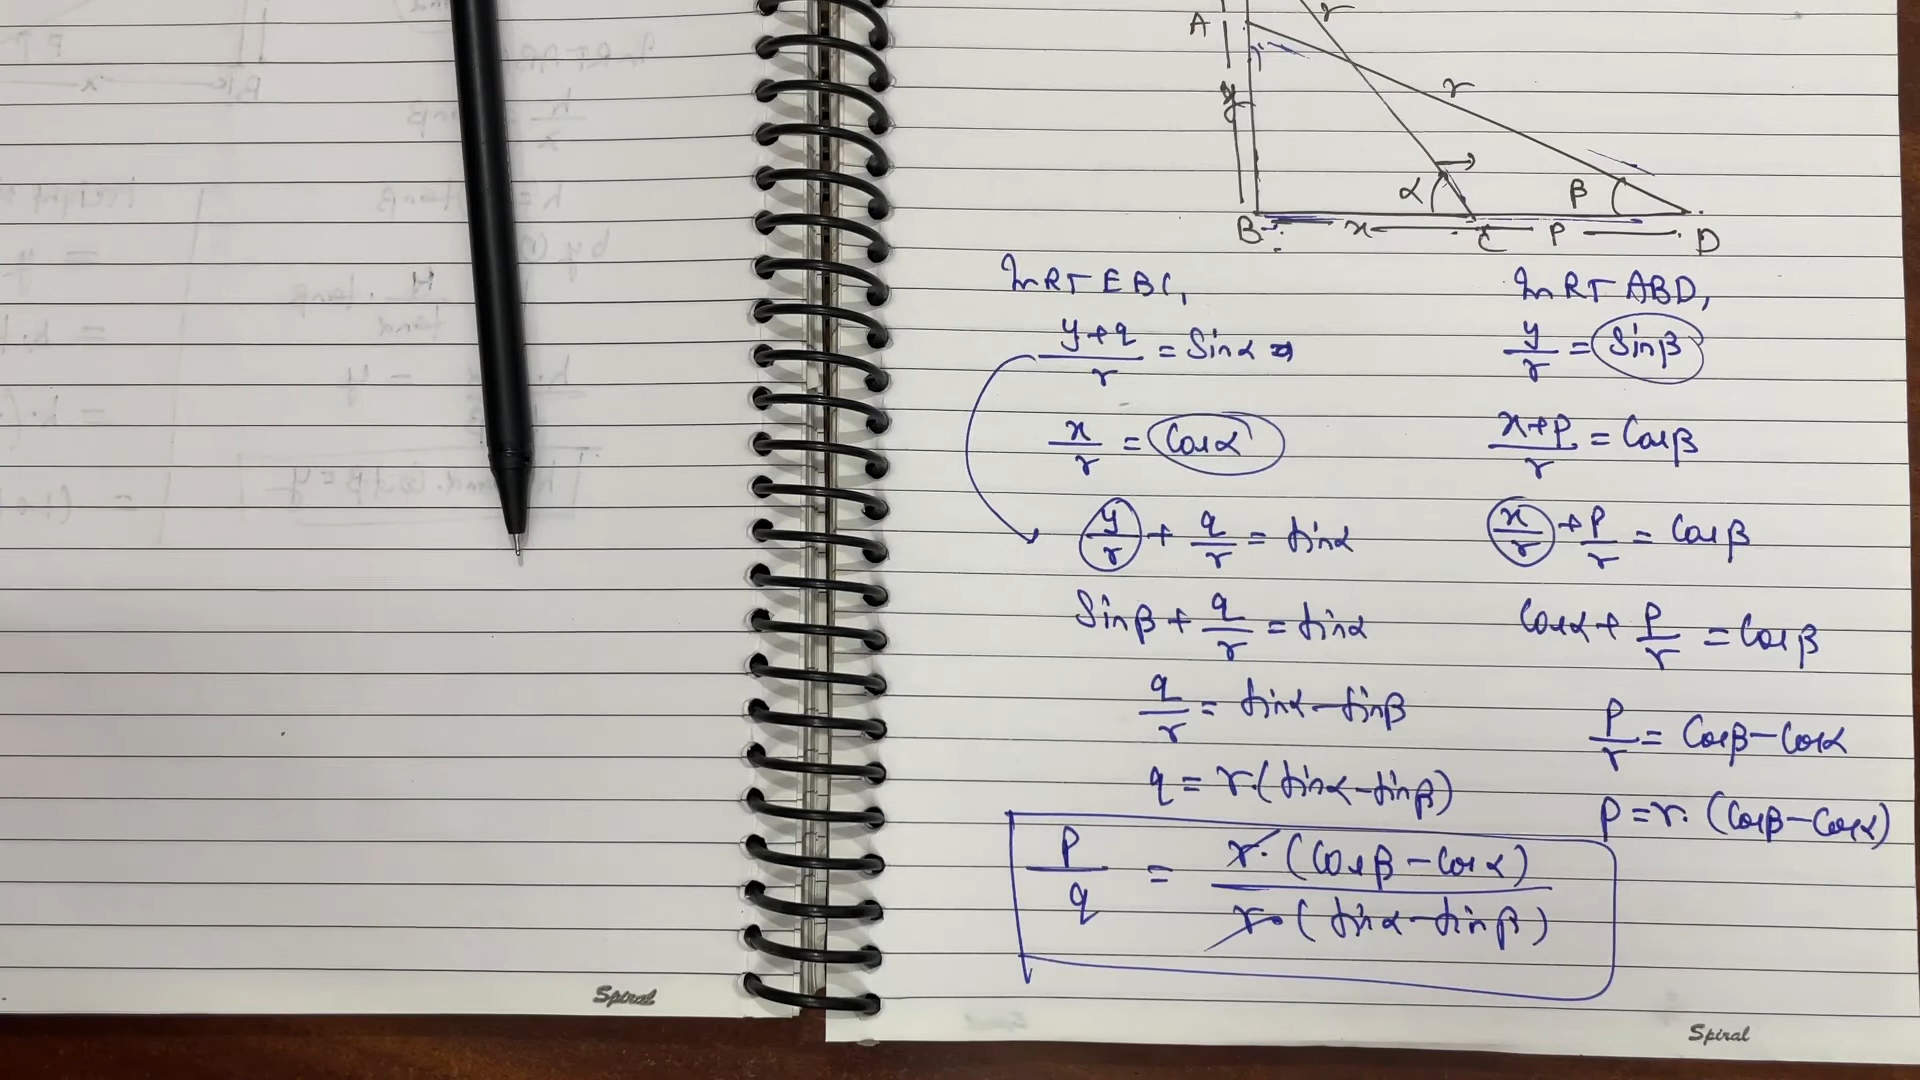 r
A
r
y
α
β
B
x
C
P
D
In RT EBC,
y+q/r = Sinα
x/r = Cosα
y/r + q/r = sinα
Sinβ + q/r = sinα
q/r = sinα - sinβ
q = r.(sinα - sinβ)
In RT ABD,
y/r = Sinβ
x+P/r = Cosβ
x/r + P/r = Cosβ
Cosα + P/r = Cosβ
P/r = Cosβ - Cosα
P = r. (Cosβ - Cosα)
P/q = r. (Cosβ - Cosα)/r. (sinα - sinβ)
Spiral
Spiral